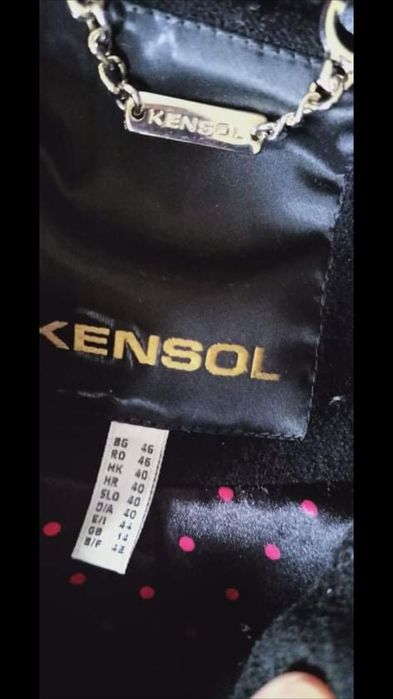 KENSOL
KENSOL
BG 46
RO 46
MK 40
HR 40
SLO 40
D/A 40
E/I 44
GB 14
B/F 42